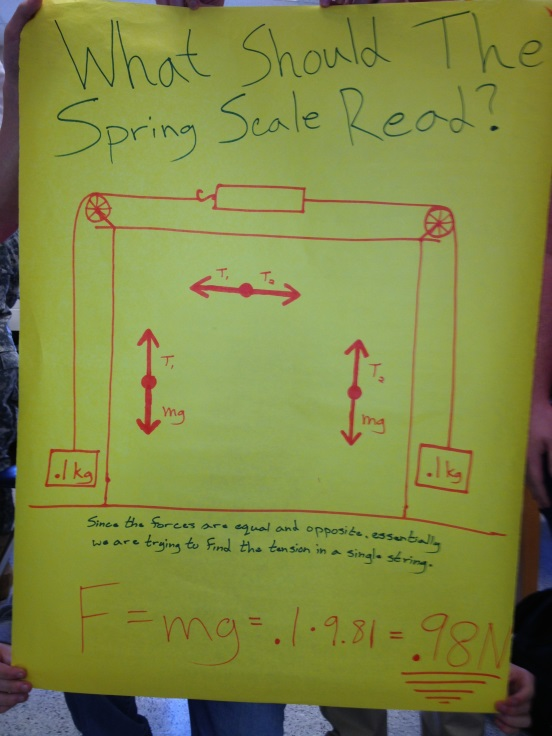 What Should The
Spring Scale Read?
T₁ T₂
T₁
mg
T₂
mg
.1 kg
.1 kg
Since the forces are equal and opposite, essentially
we are trying to find the tension in a single string.
F = mg = .1 · 9.81 = .98N